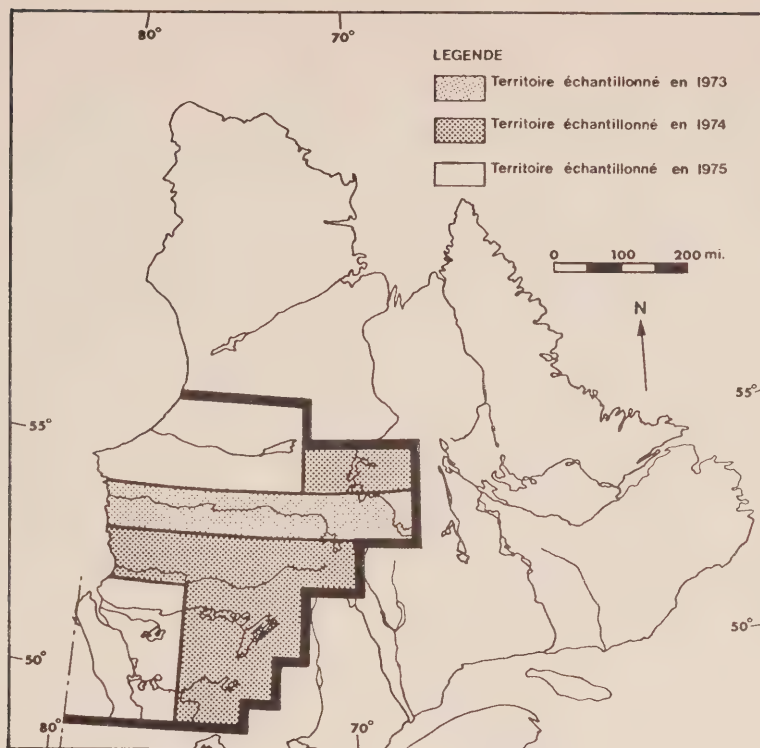 80°
70°
LEGENDE
Territoire échantillonné en 1973
Territoire échantillonné en 1974
Territoire échantillonné en 1975
0 100 200 mi.
N
55°
55°
50°
50°
80°
70°